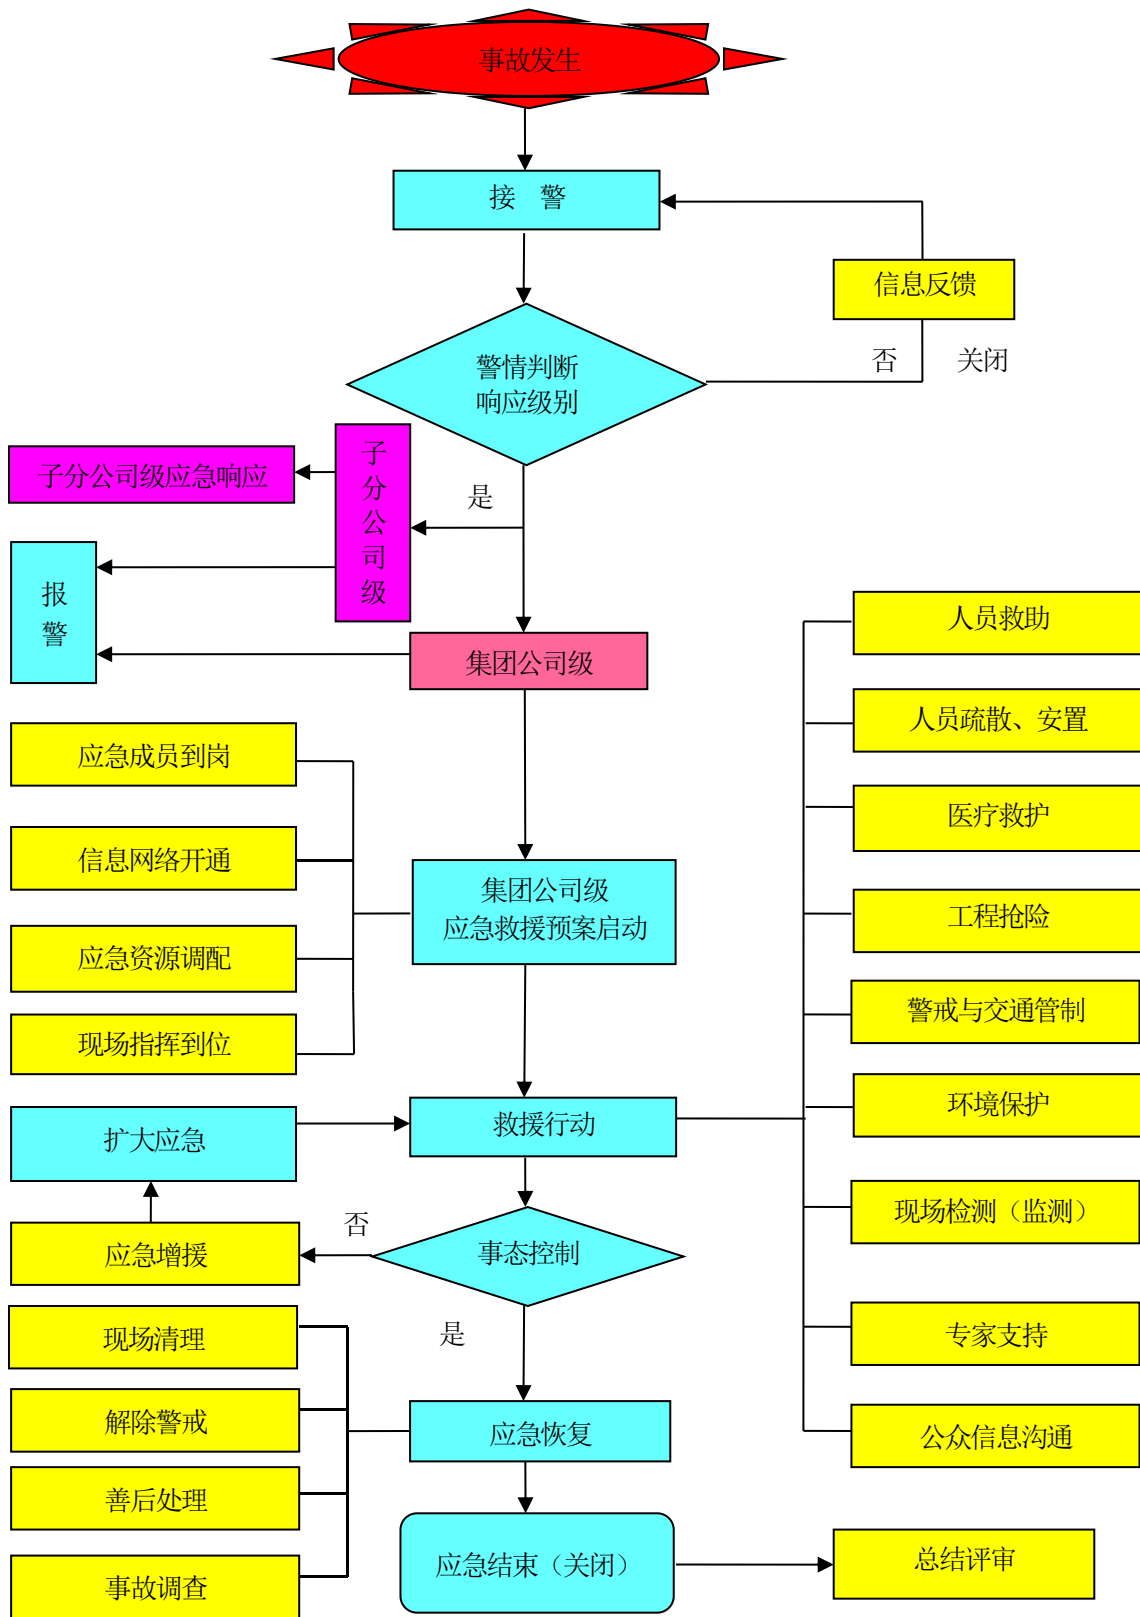 事故发生
接 警
信息反馈
警情判断
响应级别
否
关闭
子分公司级应急响应
子分公司级
是
报警
集团公司级
人员救助
人员疏散、安置
医疗救护
工程抢险
警戒与交通管制
环境保护
现场检测（监测）
专家支持
公众信息沟通
应急成员到岗
信息网络开通
应急资源调配
现场指挥到位
集团公司级
应急救援预案启动
扩大应急
救援行动
应急增援
否
事态控制
是
现场清理
解除警戒
善后处理
事故调查
应急恢复
应急结束（关闭）
总结评审